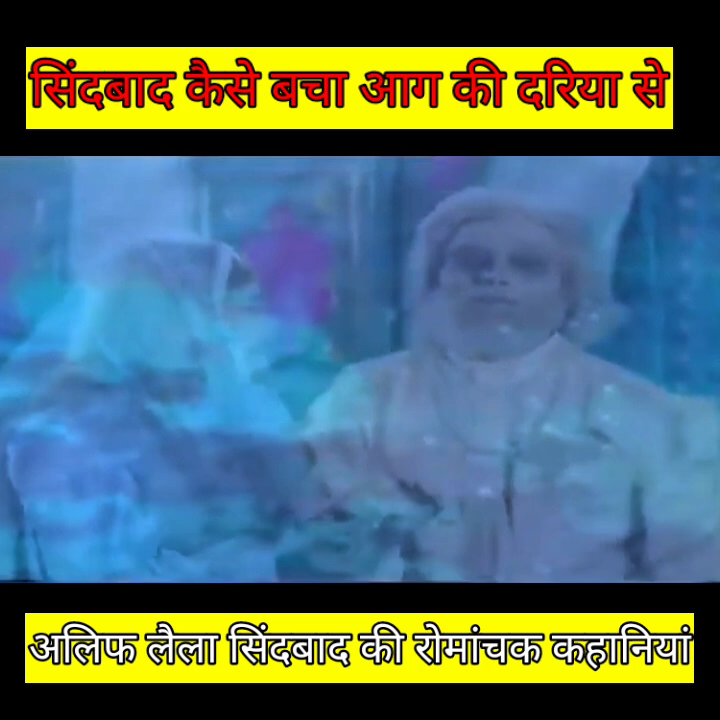 सिंदबाद कैसे बचा आग की दरिया से
अलिफ लैला सिंदबाद की रोमांचक कहानियां